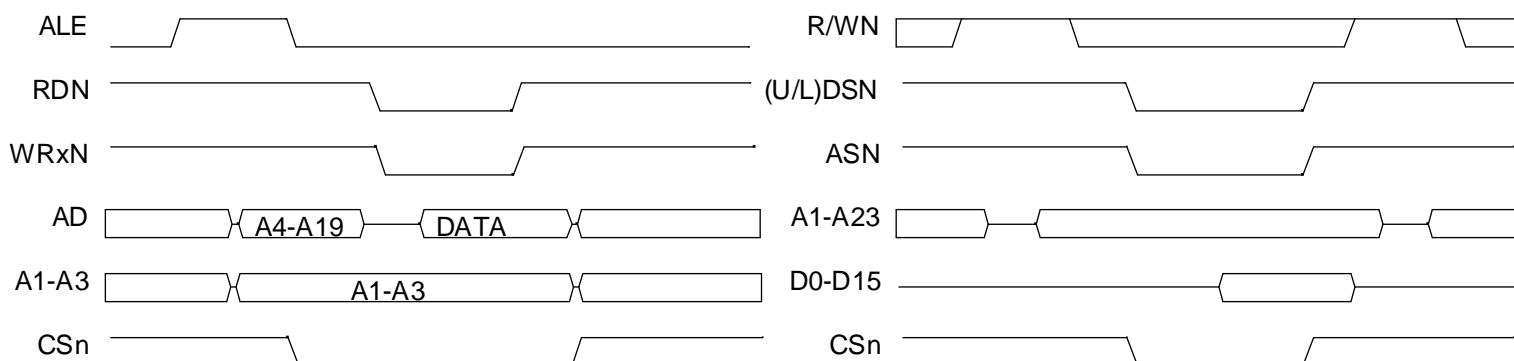 ALE
RDN
WRxN
AD A4-A19 DATA
A1-A3 A1-A3
CSn
R/WN
(U/L)DSN
ASN
A1-A23
D0-D15
CSn